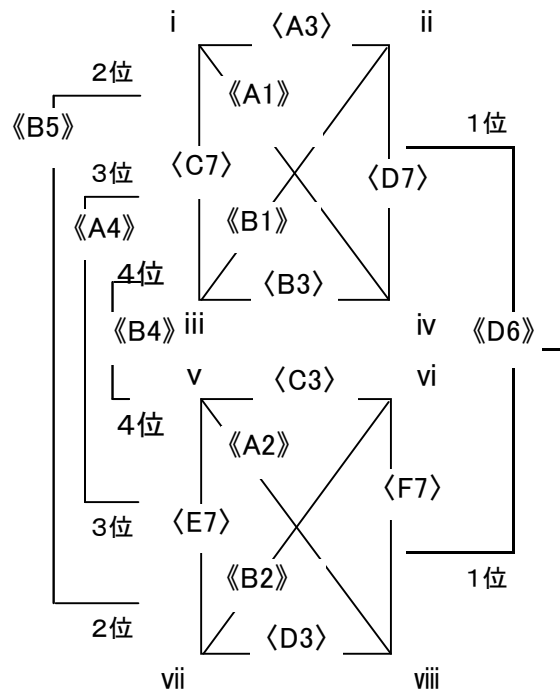 i 〈A3〉 ii
2位 《A1》
《B5》 1位
3位 〈C7〉 〈D7〉
《A4》 《B1》
4位 〈B3〉
《B4》 iii iv 《D6》
v 〈C3〉 vi
4位 《A2》
〈F7〉
3位 〈E7〉
《B2》 1位
2位 〈D3〉
vii viii